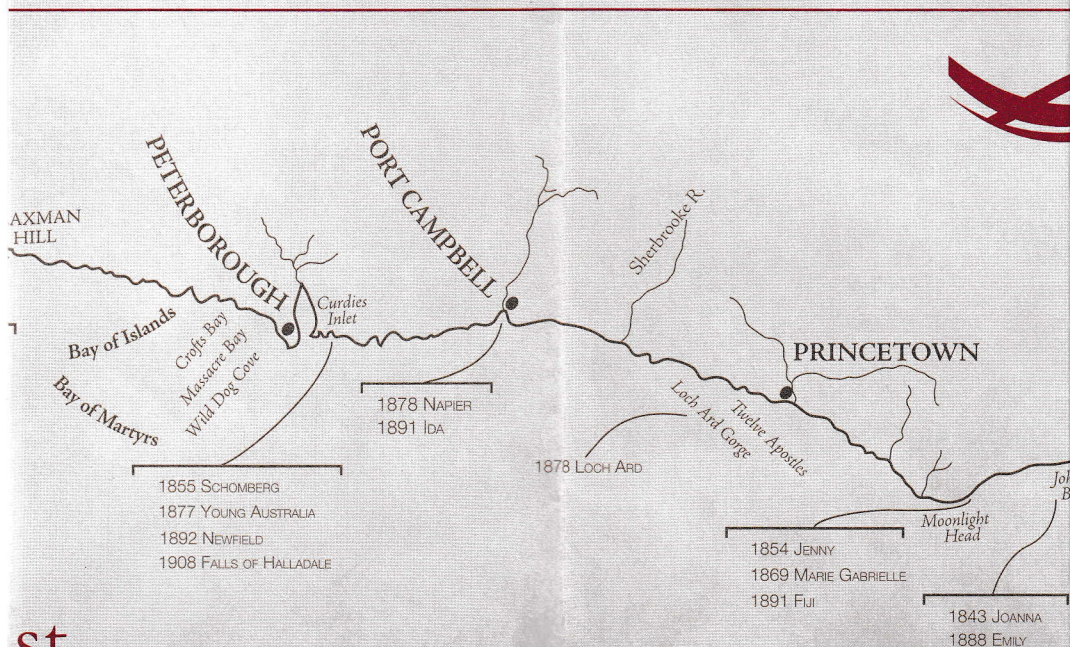 PETERBOROUGH
PORT CAMPBELL
AXMAN
HILL
Sherbrooke R.
Curdies
Inlet
Bay of Islands
Crofts Bay
Massacre Bay
Wild Dog Cove
Bay of Martyrs
PRINCETOWN
Loch Ard Gorge
Twelve Apostles
1878 NAPIER
1891 IDA
1878 LOCH ARD
1855 SCHOMBERG
1877 YOUNG AUSTRALIA
1892 NEWFIELD
1908 FALLS OF HALLADALE
Moonlight
Head
Joh
B
1854 JENNY
1869 MARIE GABRIELLE
1891 FIJI
1843 JOANNA
1888 EMILY
st